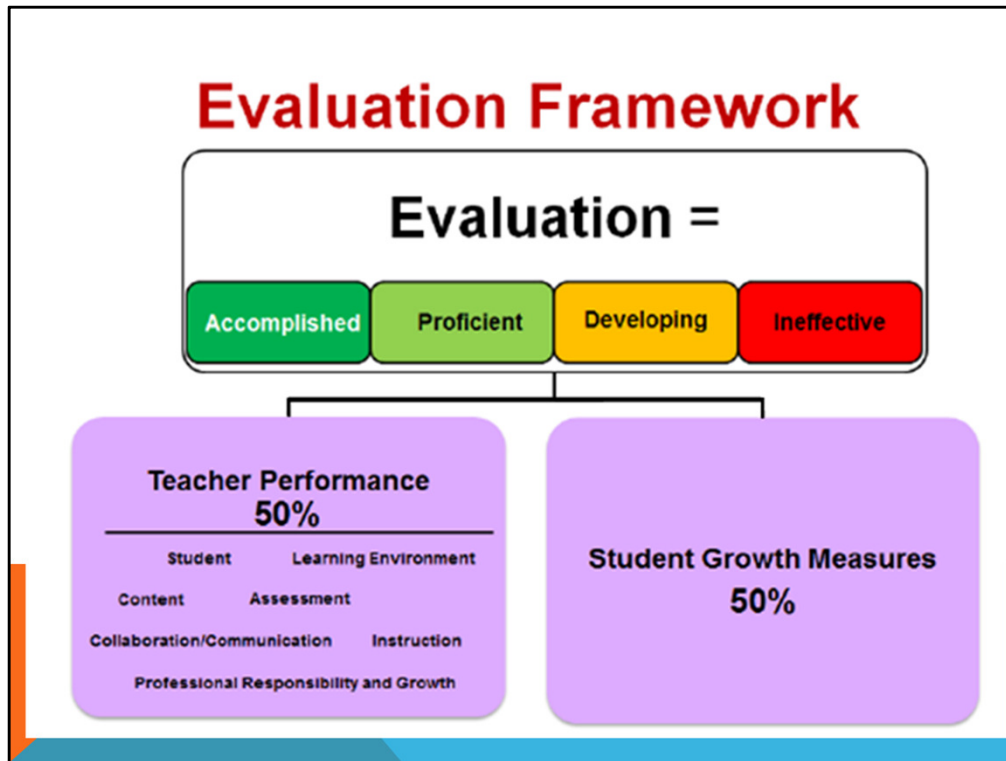 Evaluation Framework
Evaluation =
Accomplished Proficient Developing Ineffective
Teacher Performance
50%
Student Learning Environment
Content Assessment
Collaboration/Communication Instruction
Professional Responsibility and Growth
Student Growth Measures
50%